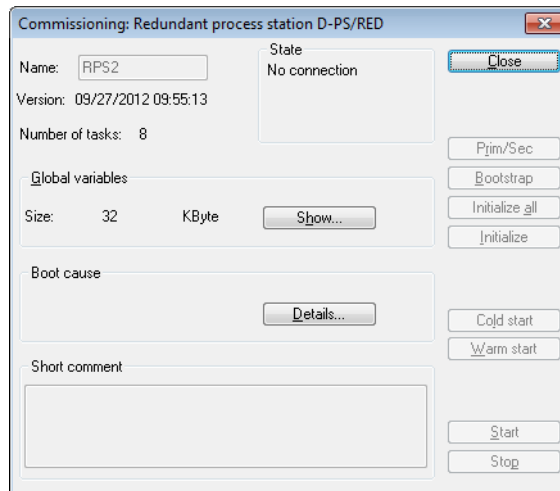 Commissioning: Redundant process station D-PS/RED
Name: RPS2
State
No connection
Close
Version: 09/27/2012 09:55:13
Number of tasks: 8
Prim/Sec
Bootstrap
Initialize all
Initialize
Global variables
Size: 32 KByte Show...
Boot cause
Details...
Cold start
Warm start
Short comment
Start
Stop